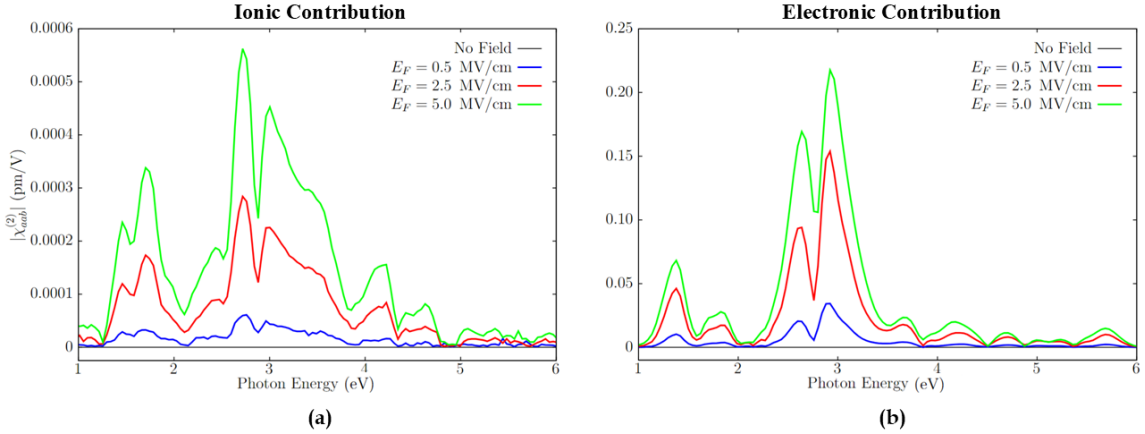 Ionic Contribution
0.0006
0.0005
0.0004
0.0003
0.0002
0.0001
0
|χ^{(2)}_{aab}| (pm/V)
No Field
E_F = 0.5 MV/cm
E_F = 2.5 MV/cm
E_F = 5.0 MV/cm
1 2 3 4 5 6
Photon Energy (eV)
(a)
Electronic Contribution
0.25
0.20
0.15
0.10
0.05
0
No Field
E_F = 0.5 MV/cm
E_F = 2.5 MV/cm
E_F = 5.0 MV/cm
1 2 3 4 5 6
Photon Energy (eV)
(b)